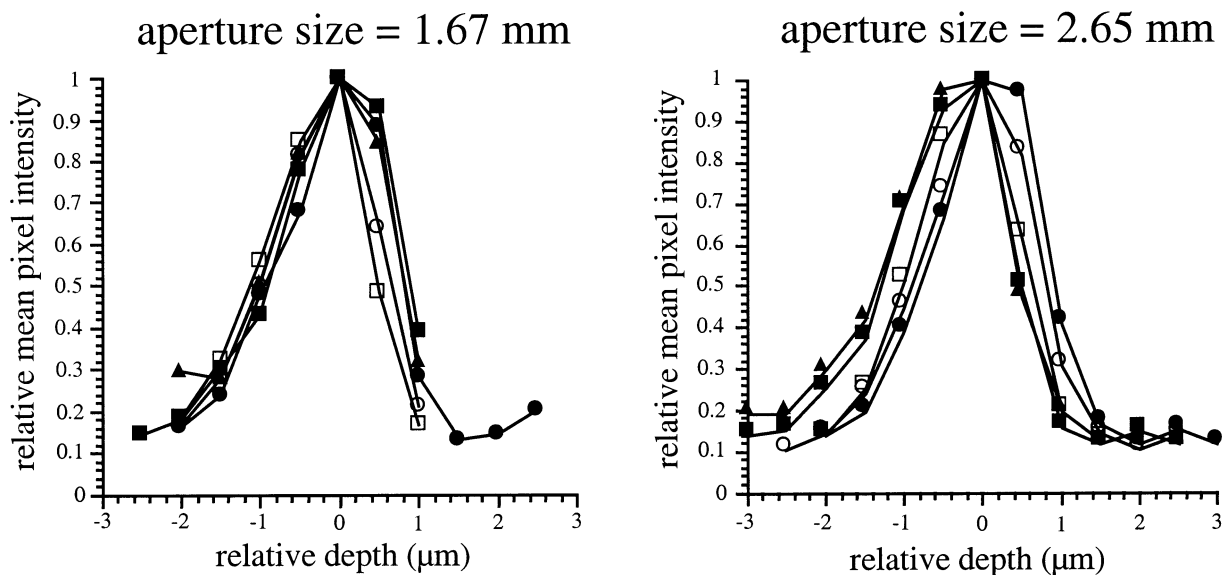 aperture size = 1.67 mm
relative mean pixel intensity
1
0.9
0.8
0.7
0.6
0.5
0.4
0.3
0.2
0.1
0
-3 -2 -1 0 1 2 3
relative depth (µm)
aperture size = 2.65 mm
relative mean pixel intensity
1
0.9
0.8
0.7
0.6
0.5
0.4
0.3
0.2
0.1
0
-3 -2 -1 0 1 2 3
relative depth (µm)